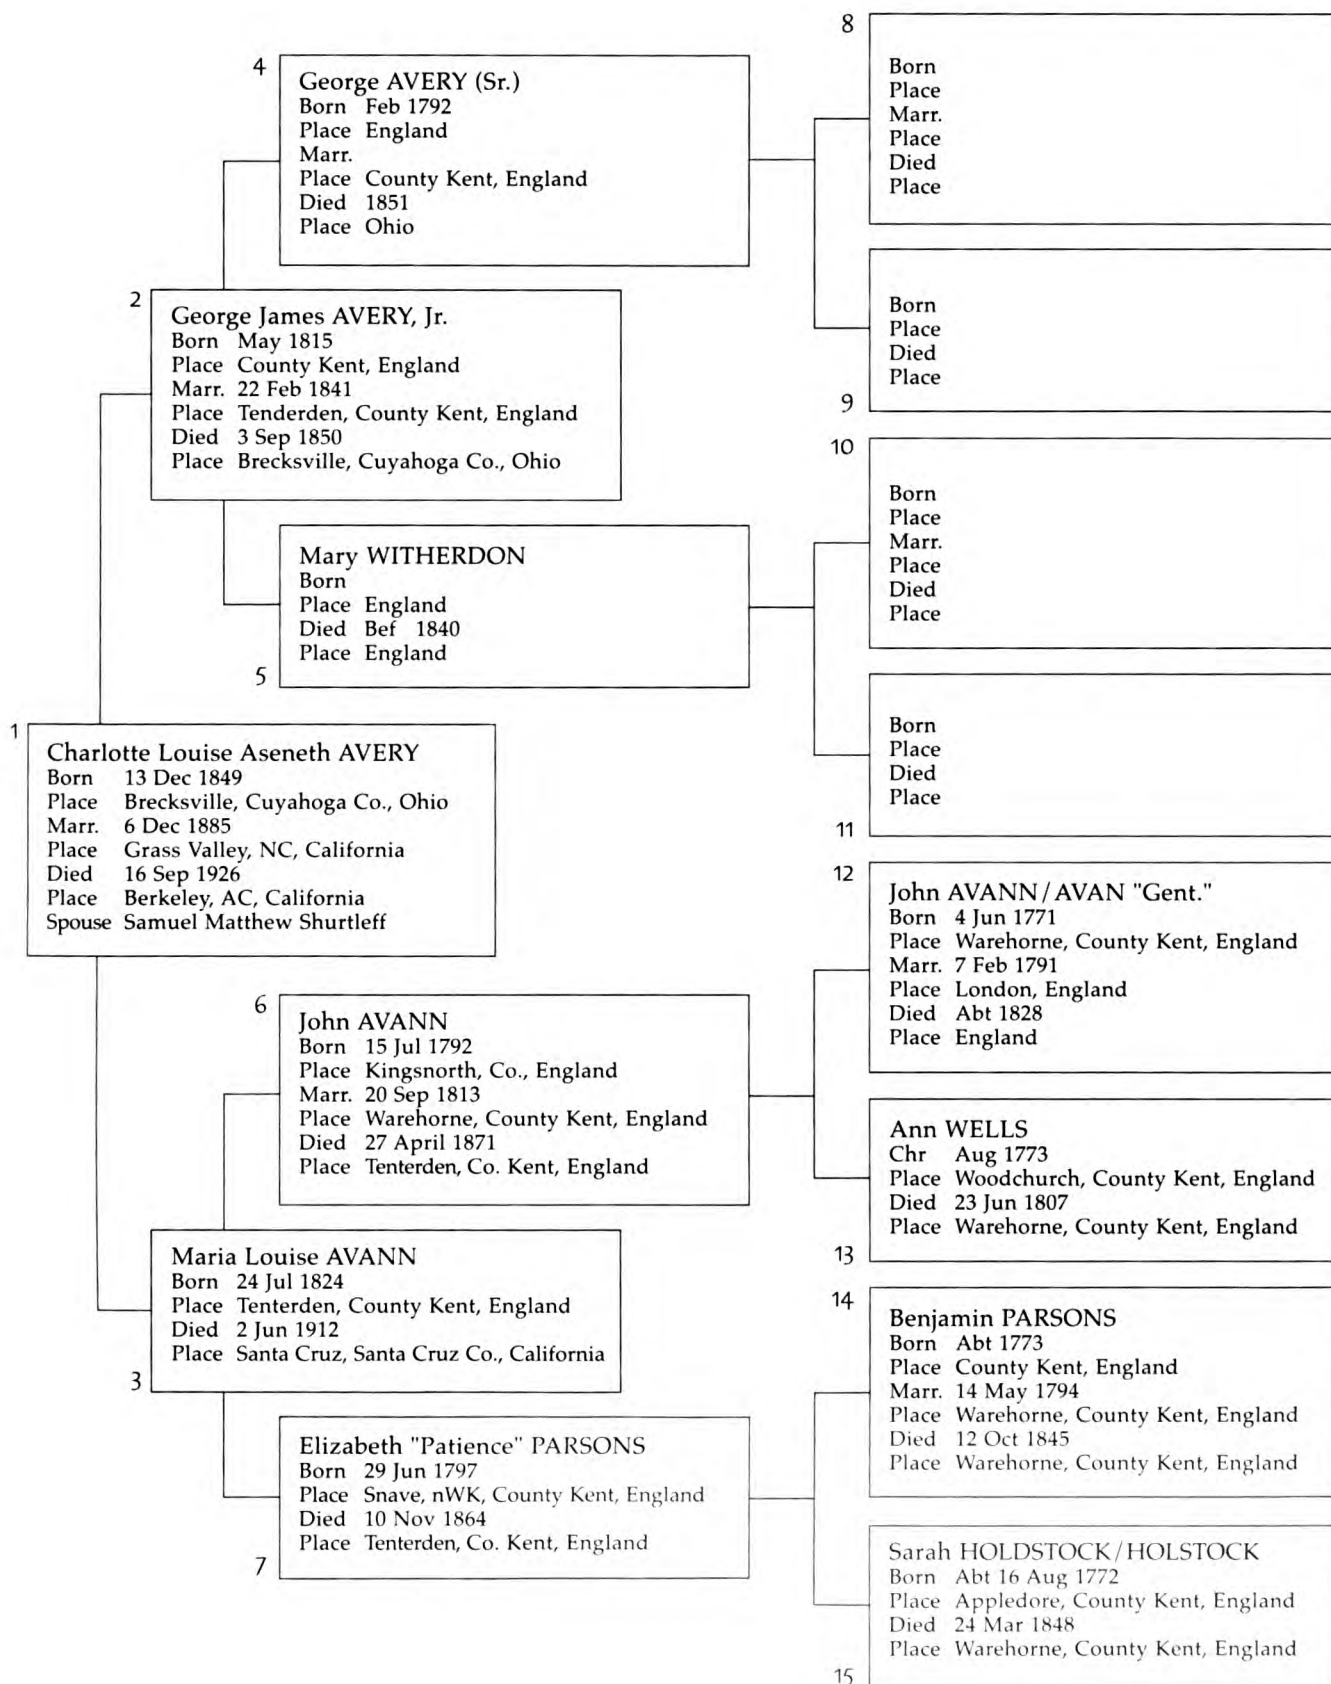 8
Born
Place
Marr.
Place
Died
Place
4
George AVERY (Sr.)
Born Feb 1792
Place England
Marr.
Place County Kent, England
Died 1851
Place Ohio
Born
Place
Died
Place
9
2
George James AVERY, Jr.
Born May 1815
Place County Kent, England
Marr. 22 Feb 1841
Place Tenderden, County Kent, England
Died 3 Sep 1850
Place Brecksville, Cuyahoga Co., Ohio
10
Born
Place
Marr.
Place
Died
Place
Mary WITHERDON
Born
Place England
Died Bef 1840
Place England
5
Born
Place
Died
Place
11
1
Charlotte Louise Aseneth AVERY
Born 13 Dec 1849
Place Brecksville, Cuyahoga Co., Ohio
Marr. 6 Dec 1885
Place Grass Valley, NC, California
Died 16 Sep 1926
Place Berkeley, AC, California
Spouse Samuel Matthew Shurtleff
12
John AVANN/AVAN "Gent."
Born 4 Jun 1771
Place Warehorne, County Kent, England
Marr. 7 Feb 1791
Place London, England
Died Abt 1828
Place England
6
John AVANN
Born 15 Jul 1792
Place Kingsnorth, Co., England
Marr. 20 Sep 1813
Place Warehorne, County Kent, England
Died 27 April 1871
Place Tenterden, Co. Kent, England
Ann WELLS
Chr Aug 1773
Place Woodchurch, County Kent, England
Died 23 Jun 1807
Place Warehorne, County Kent, England
13
Maria Louise AVANN
Born 24 Jul 1824
Place Tenterden, County Kent, England
Died 2 Jun 1912
Place Santa Cruz, Santa Cruz Co., California
3
14
Benjamin PARSONS
Born Abt 1773
Place County Kent, England
Marr. 14 May 1794
Place Warehorne, County Kent, England
Died 12 Oct 1845
Place Warehorne, County Kent, England
Elizabeth "Patience" PARSONS
Born 29 Jun 1797
Place Snave, nWK, County Kent, England
Died 10 Nov 1864
Place Tenterden, Co. Kent, England
7
Sarah HOLDSTOCK/HOLSTOCK
Born Abt 16 Aug 1772
Place Appledore, County Kent, England
Died 24 Mar 1848
Place Warehorne, County Kent, England
15